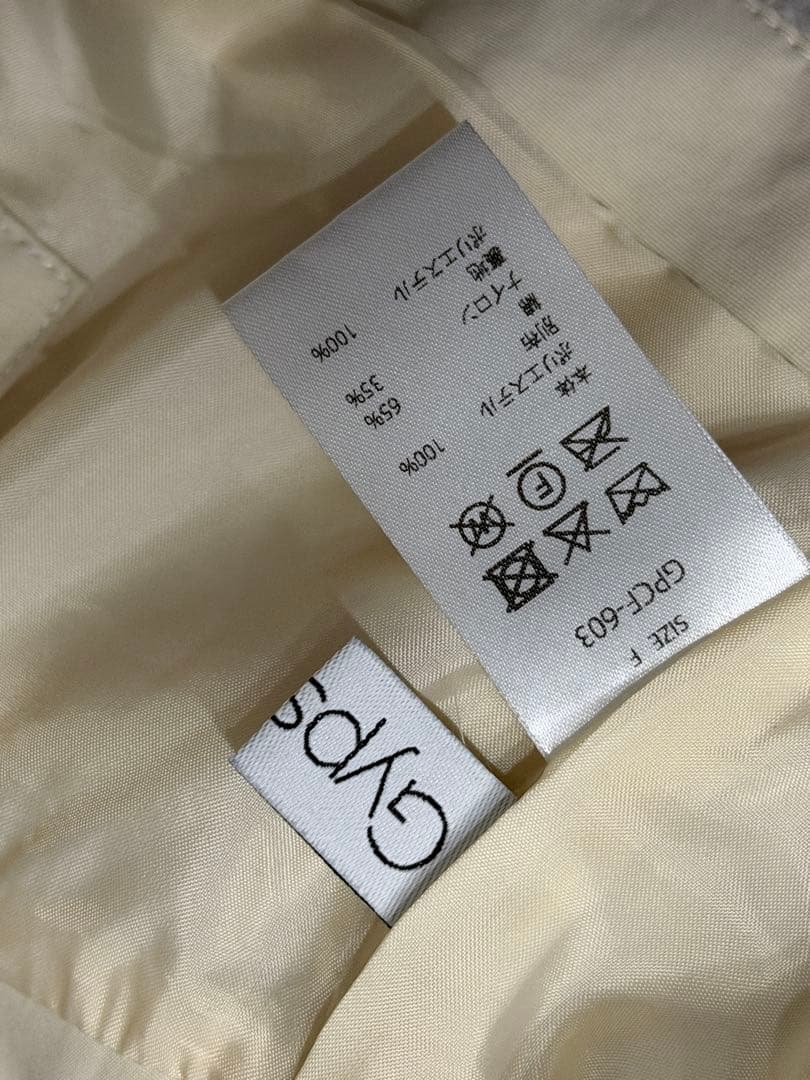 SIZE F
GPCF-603
F
W
本体
ポリエステル 100%
別布
綿 65%
ナイロン 35%
裏地
ポリエステル 100%
Gyps